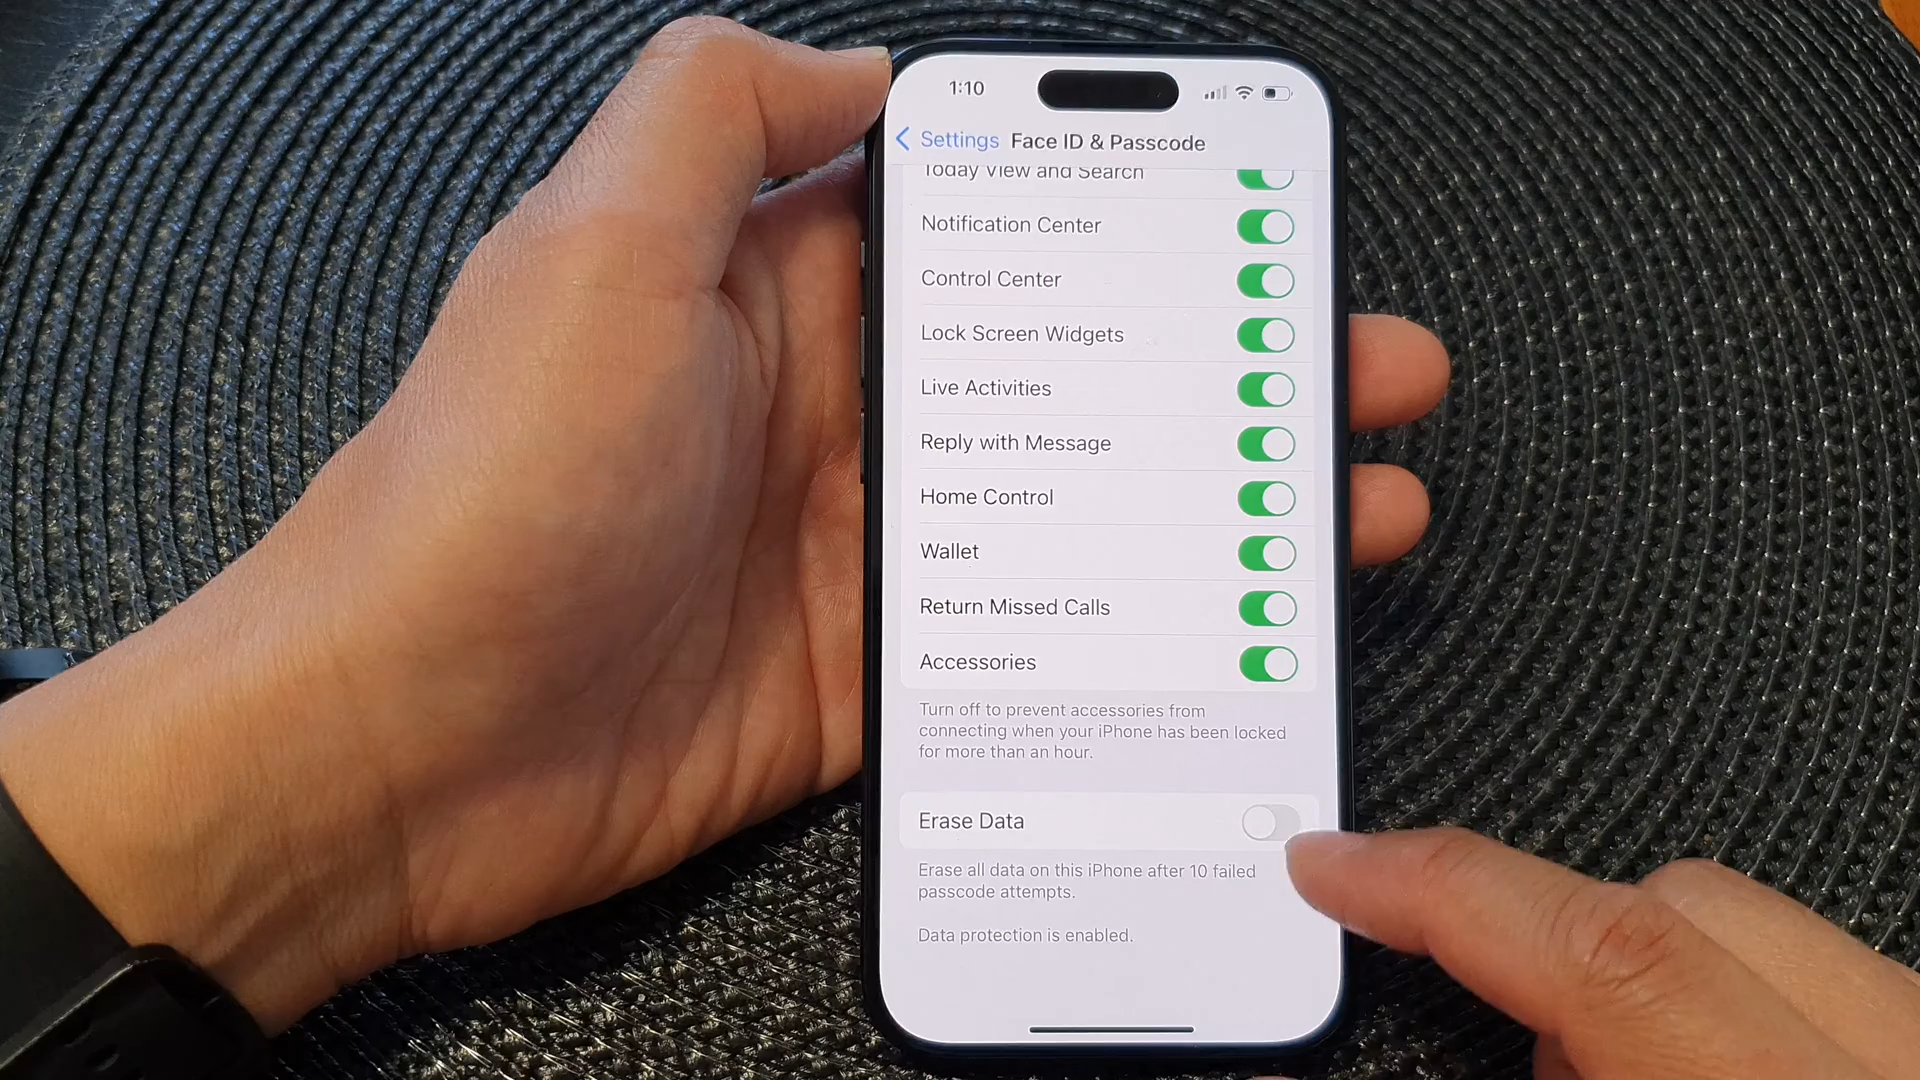 1:10
Settings Face ID & Passcode
Today View and Search
Notification Center
Control Center
Lock Screen Widgets
Live Activities
Reply with Message
Home Control
Wallet
Return Missed Calls
Accessories
Turn off to prevent accessories from
connecting when your iPhone has been locked
for more than an hour.
Erase Data
Erase all data on this iPhone after 10 failed
passcode attempts.
Data protection is enabled.